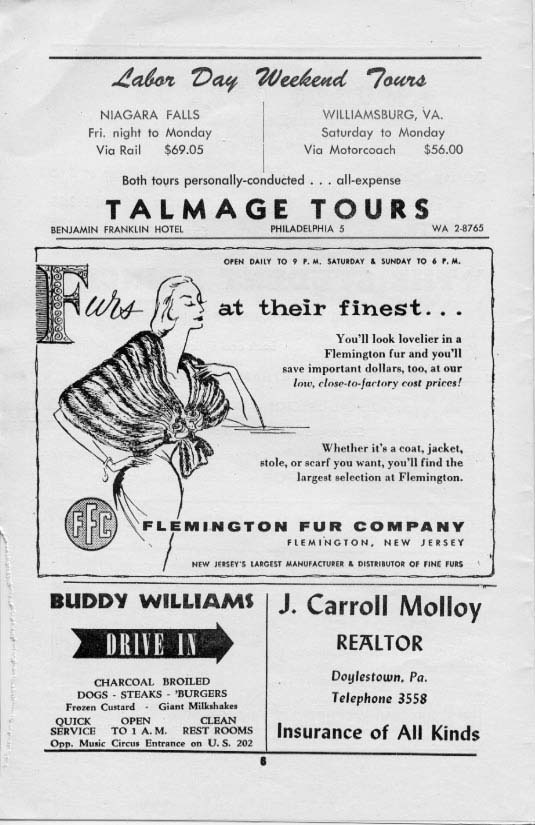 Labor Day Weekend Tours
NIAGARA FALLS
Fri. night to Monday
Via Rail $69.05
WILLIAMSBURG, VA.
Saturday to Monday
Via Motorcoach $56.00
Both tours personally-conducted . . . all-expense
TALMAGE TOURS
BENJAMIN FRANKLIN HOTEL PHILADELPHIA 5 WA 2-8765
OPEN DAILY TO 9 P. M. SATURDAY & SUNDAY TO 6 P. M.
Furs at their finest. . .
You'll look lovelier in a
Flemington fur and you'll
save important dollars, too, at our
low, close-to-factory cost prices!
Whether it's a coat, jacket,
stole, or scarf you want, you'll find the
largest selection at Flemington.
FFC
FLEMINGTON FUR COMPANY
FLEMINGTON, NEW JERSEY
NEW JERSEY'S LARGEST MANUFACTURER & DISTRIBUTOR OF FINE FURS
BUDDY WILLIAMS
DRIVE IN
CHARCOAL BROILED
DOGS - STEAKS - 'BURGERS
Frozen Custard - Giant Milkshakes
QUICK OPEN CLEAN
SERVICE TO 1 A. M. REST ROOMS
Opp. Music Circus Entrance on U. S. 202
J. Carroll Molloy
REALTOR
Doylestown, Pa.
Telephone 3558
Insurance of All Kinds
6